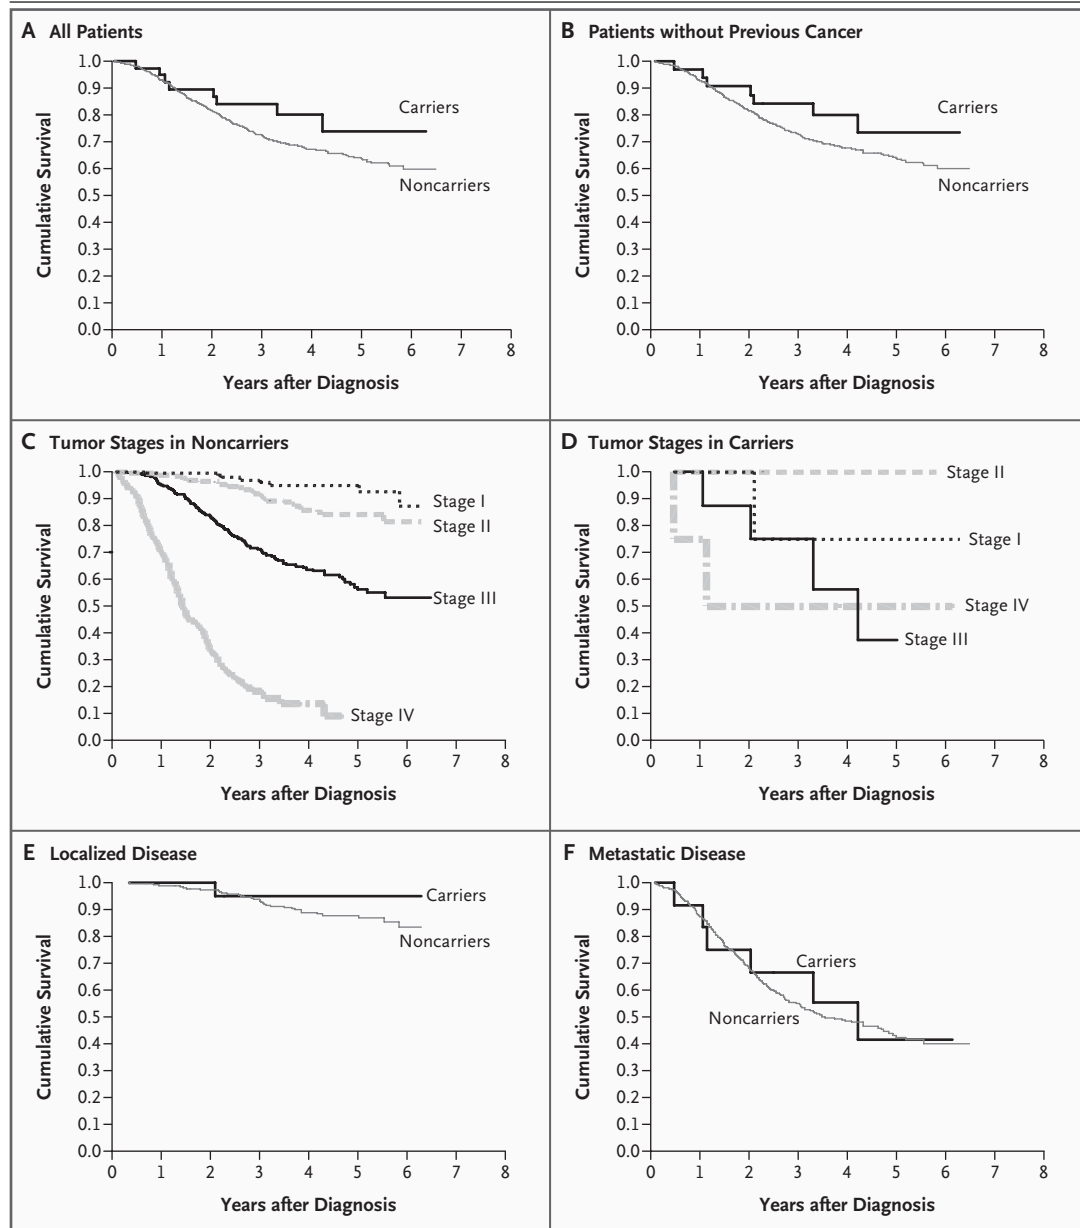 A All Patients
1.0
0.9
0.8
0.7
0.6
0.5
0.4
0.3
0.2
0.1
0.0
Cumulative Survival
Carriers
Noncarriers
0 1 2 3 4 5 6 7 8
Years after Diagnosis
B Patients without Previous Cancer
1.0
0.9
0.8
0.7
0.6
0.5
0.4
0.3
0.2
0.1
0.0
Cumulative Survival
Carriers
Noncarriers
0 1 2 3 4 5 6 7 8
Years after Diagnosis
C Tumor Stages in Noncarriers
1.0
0.9
0.8
0.7
0.6
0.5
0.4
0.3
0.2
0.1
0.0
Cumulative Survival
Stage I
Stage II
Stage III
Stage IV
0 1 2 3 4 5 6 7 8
Years after Diagnosis
D Tumor Stages in Carriers
1.0
0.9
0.8
0.7
0.6
0.5
0.4
0.3
0.2
0.1
0.0
Cumulative Survival
Stage II
Stage I
Stage IV
Stage III
0 1 2 3 4 5 6 7 8
Years after Diagnosis
E Localized Disease
1.0
0.9
0.8
0.7
0.6
0.5
0.4
0.3
0.2
0.1
0.0
Cumulative Survival
Carriers
Noncarriers
0 1 2 3 4 5 6 7 8
Years after Diagnosis
F Metastatic Disease
1.0
0.9
0.8
0.7
0.6
0.5
0.4
0.3
0.2
0.1
0.0
Cumulative Survival
Carriers
Noncarriers
0 1 2 3 4 5 6 7 8
Years after Diagnosis